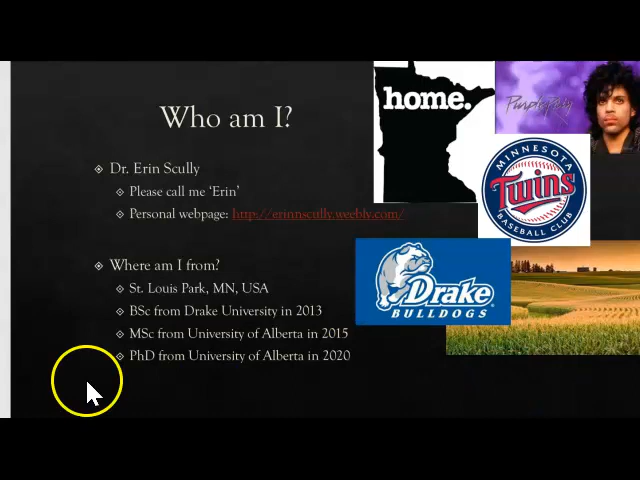 Who am I?
Dr. Erin Scully
Please call me 'Erin'
Personal webpage: http://erinnscully.weebly.com/
Where am I from?
St. Louis Park, MN, USA
BSc from Drake University in 2013
MSc from University of Alberta in 2015
PhD from University of Alberta in 2020
home.
Purple Rain
MINNESOTA
Twins
BASEBALL CLUB
Drake
BULLDOGS